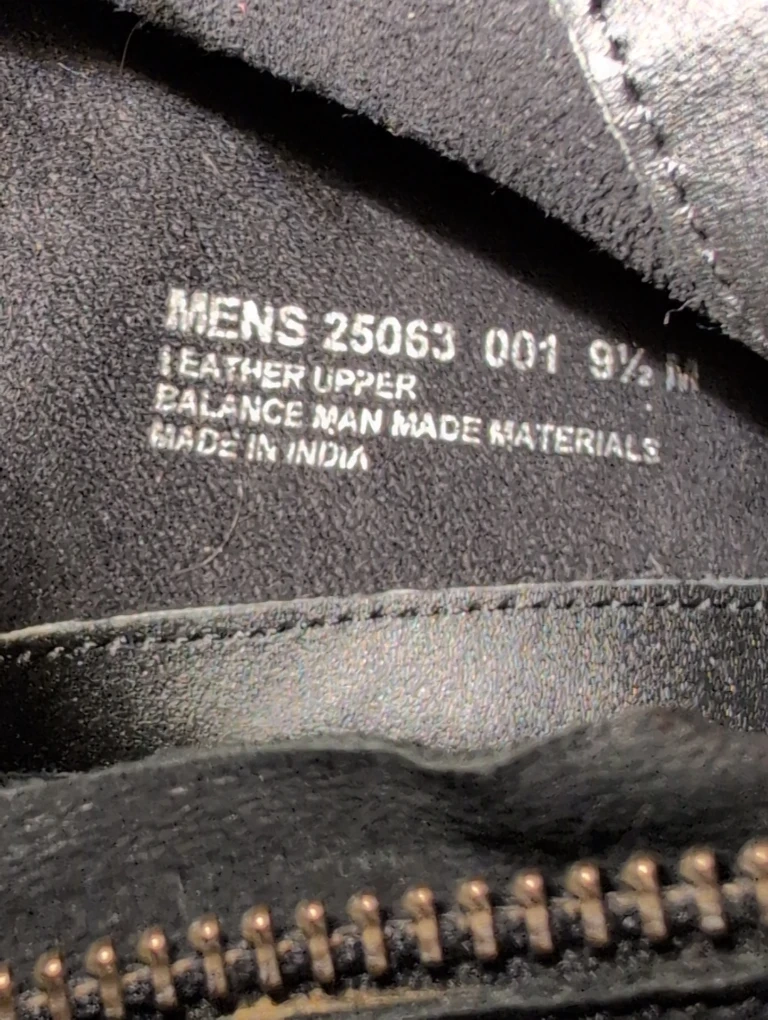 MENS 25063 001 9½ M
LEATHER UPPER
BALANCE MAN MADE MATERIALS
MADE IN INDIA